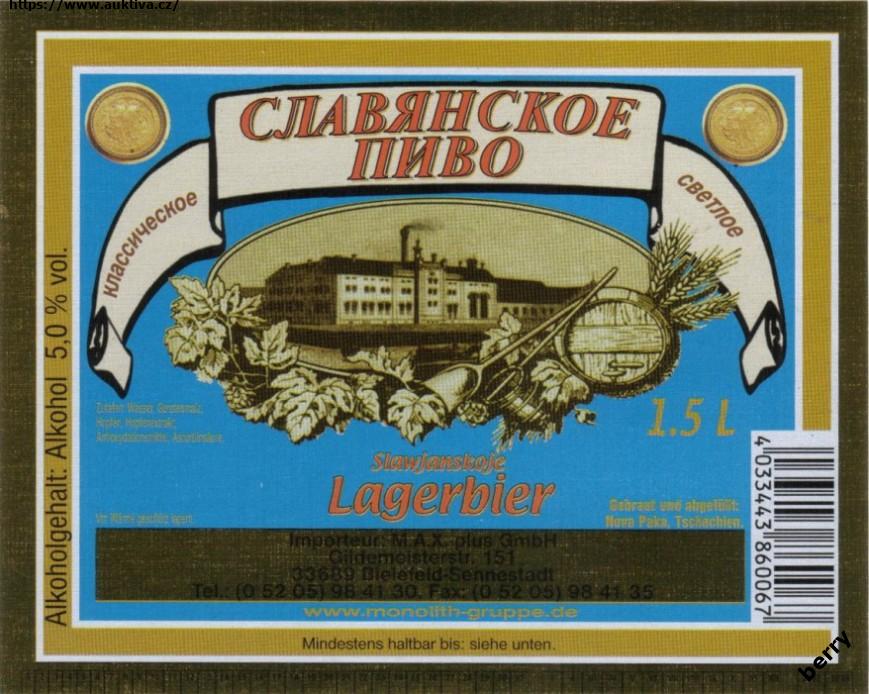 https://www.auktiva.cz/
СЛАВЯНСКОЕ
ПИВО
классическое
светлое
Alkoholgehalt: Alkohol 5,0 % vol.
Zutaten: Wasser, Gerstenmalz,
Hopfen, Hopfenextrakt,
Antioxydationsmittel, Ascorbinsäure.
1.5 L
Slawjanskoje
Lagerbier
Vor Wärme geschützt lagern.
Gebraut und abgefüllt:
Nova Paka, Tschechien.
Importeur: M.A.X. plus GmbH
Gildemeisterstr. 151
33689 Bielefeld-Sennestadt
Tel.: (0 52 05) 98 41 30. Fax: (0 52 05) 98 41 35
www.monolith-gruppe.de
4 033443 860067
Mindestens haltbar bis: siehe unten.
berry